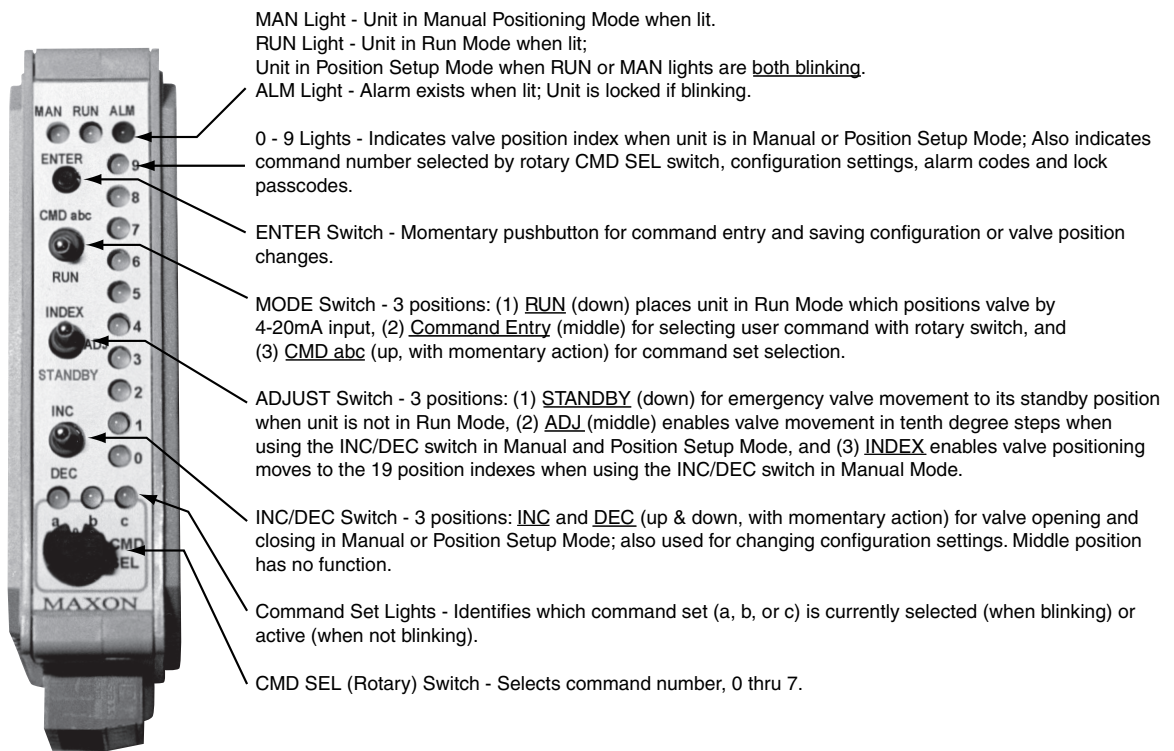 MAN Light - Unit in Manual Positioning Mode when lit.
RUN Light - Unit in Run Mode when lit;
Unit in Position Setup Mode when RUN or MAN lights are both blinking.
ALM Light - Alarm exists when lit; Unit is locked if blinking.
0 - 9 Lights - Indicates valve position index when unit is in Manual or Position Setup Mode; Also indicates
command number selected by rotary CMD SEL switch, configuration settings, alarm codes and lock
passcodes.
ENTER Switch - Momentary pushbutton for command entry and saving configuration or valve position
changes.
MODE Switch - 3 positions: (1) RUN (down) places unit in Run Mode which positions valve by
4-20mA input, (2) Command Entry (middle) for selecting user command with rotary switch, and
(3) CMD abc (up, with momentary action) for command set selection.
ADJUST Switch - 3 positions: (1) STANDBY (down) for emergency valve movement to its standby position
when unit is not in Run Mode, (2) ADJ (middle) enables valve movement in tenth degree steps when
using the INC/DEC switch in Manual and Position Setup Mode, and (3) INDEX enables valve positioning
moves to the 19 position indexes when using the INC/DEC switch in Manual Mode.
INC/DEC Switch - 3 positions: INC and DEC (up & down, with momentary action) for valve opening and
closing in Manual or Position Setup Mode; also used for changing configuration settings. Middle position
has no function.
Command Set Lights - Identifies which command set (a, b, or c) is currently selected (when blinking) or
active (when not blinking).
CMD SEL (Rotary) Switch - Selects command number, 0 thru 7.
MAN RUN ALM
ENTER
9
8
CMD abc
7
6
RUN
5
INDEX
4
ADJ
3
STANDBY
2
INC
1
0
DEC
a b c
CMD
SEL
MAXON